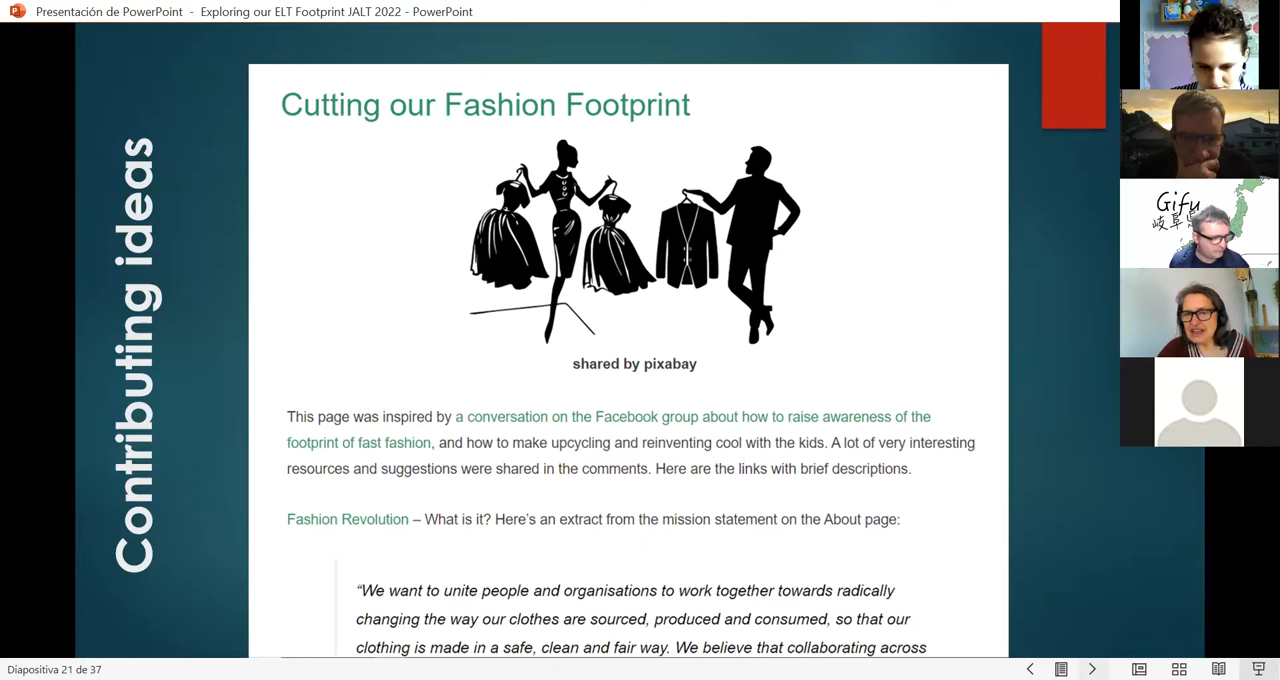 Presentación de PowerPoint - Exploring our ELT Footprint JALT 2022 - PowerPoint
Contributing ideas
Cutting our Fashion Footprint
shared by pixabay
This page was inspired by a conversation on the Facebook group about how to raise awareness of the
footprint of fast fashion, and how to make upcycling and reinventing cool with the kids. A lot of very interesting
resources and suggestions were shared in the comments. Here are the links with brief descriptions.
Fashion Revolution – What is it? Here’s an extract from the mission statement on the About page:
“We want to unite people and organisations to work together towards radically
changing the way our clothes are sourced, produced and consumed, so that our
clothing is made in a safe, clean and fair way. We believe that collaborating across
Gifu
岐阜
Diapositiva 21 de 37